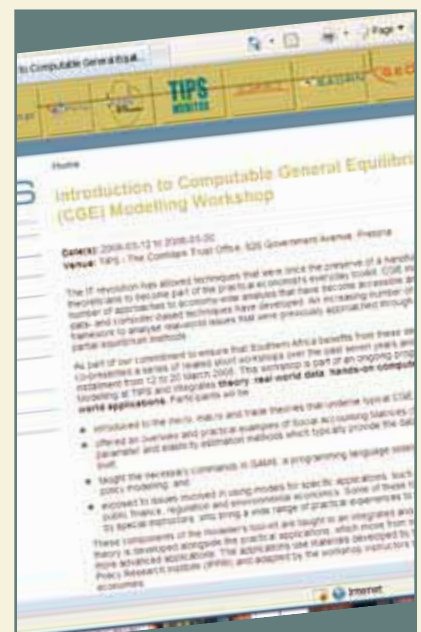 to Computable General Equil...
Page
TIPS
MONITOR
Home
Introduction to Computable General Equilibri
(CGE) Modelling Workshop
Date(s): 2008-03-12 to 2008-03-20
Venue: TIPS - The Comhare Trust Office, 826 Government Avenue, Pretoria
The IT revolution has allowed techniques that were once the preserve of a handful
theoreticians to become part of the practical economist's everyday toolkit. CGE
number of approaches to economy-wide analysis that have become accessible as
data- and computer-based techniques have developed. An increasing number of
framework to analyse real-world issues that were previously approached through
partial equilibrium methods.
As part of our commitment to ensure that Southern Africa benefits from these
co-presented a series of related short workshops over the past seven years and
instalment from 12 to 20 March 2008. This workshop is part of an ongoing prog
Modelling at TIPS and integrates theory, real-world data, hands-on compute
world applications. Participants will be
introduced to the micro, macro and trade theories that underlie typical CGE
offered an overview and practical examples of Social Accounting Matrices
parameter and elasticity estimation methods which typically provide the data
built;
taught the necessary commands in GAMS, a programming language
policy modelling; and
exposed to issues involved in using models for specific applications, such
public finance, regulation and environmental economics. Some of these
by special instructors, who bring a wide range of practical experiences to
These components of the modeller's tool-kit are taught in an integrated and
theory is developed alongside the practical applications, which move from
more advanced applications. The applications use materials developed by
Policy Research Institute (IFPRI) and adapted by the workshop instructors
economies.
Internet